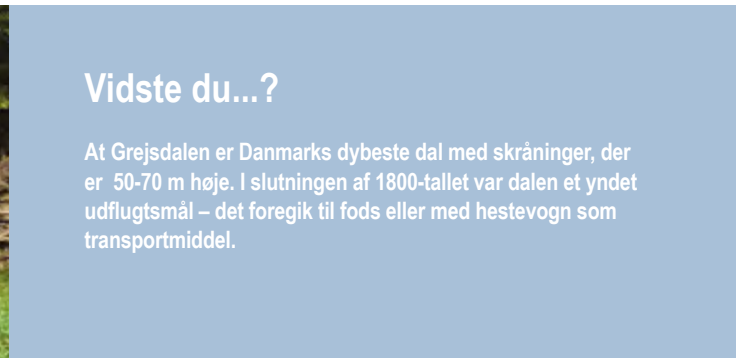 Vidste du...?
At Grejsdalen er Danmarks dybeste dal med skråninger, der
er  50-70 m høje. I slutningen af 1800-tallet var dalen et yndet
udflugtsmål – det foregik til fods eller med hestevogn som
transportmiddel.